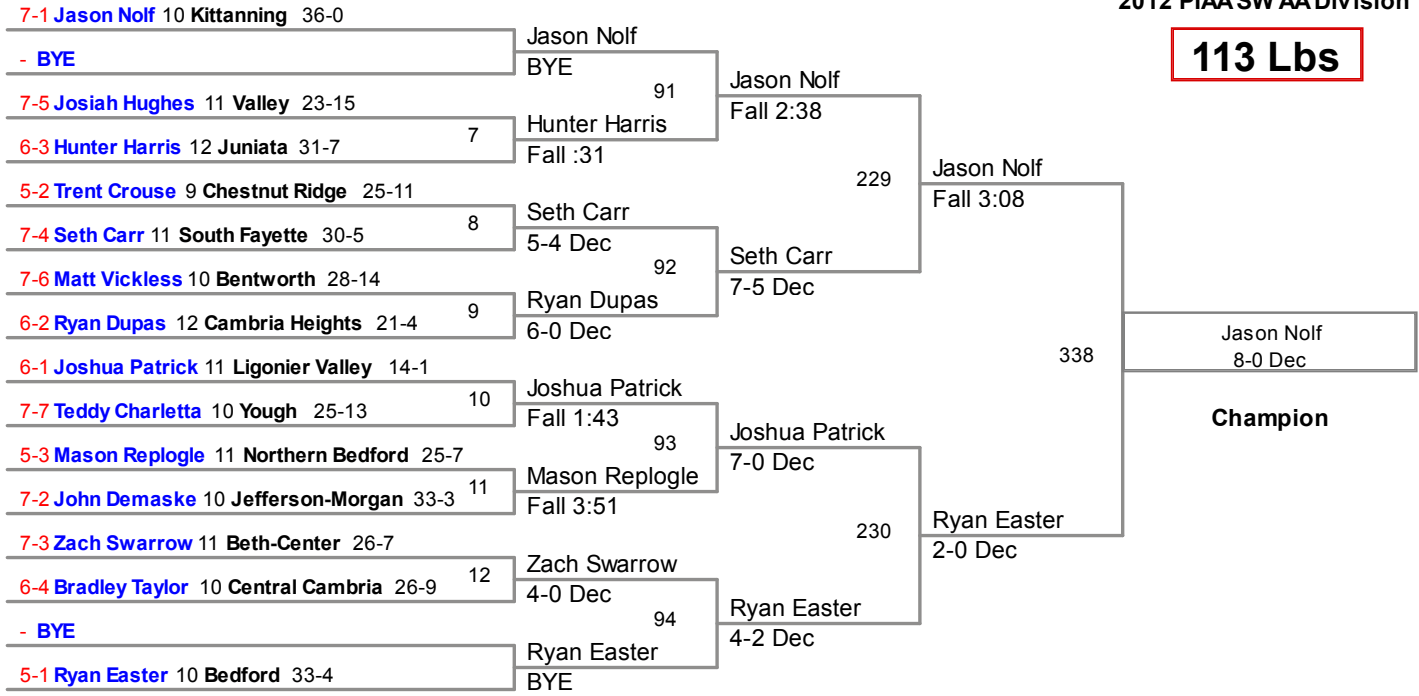 2012 PIAA SW AA Division
113 Lbs
7-1 Jason Nolf 10 Kittanning 36-0
- BYE
7-5 Josiah Hughes 11 Valley 23-15
6-3 Hunter Harris 12 Juniata 31-7
5-2 Trent Crouse 9 Chestnut Ridge 25-11
7-4 Seth Carr 11 South Fayette 30-5
7-6 Matt Vickless 10 Bentworth 28-14
6-2 Ryan Dupas 12 Cambria Heights 21-4
6-1 Joshua Patrick 11 Ligonier Valley 14-1
7-7 Teddy Charletta 10 Yough 25-13
5-3 Mason Replogle 11 Northern Bedford 25-7
7-2 John Demaske 10 Jefferson-Morgan 33-3
7-3 Zach Swarrow 11 Beth-Center 26-7
6-4 Bradley Taylor 10 Central Cambria 26-9
- BYE
5-1 Ryan Easter 10 Bedford 33-4
7
8
9
10
11
12
Jason Nolf
BYE
Hunter Harris
Fall :31
Seth Carr
5-4 Dec
Ryan Dupas
6-0 Dec
Joshua Patrick
Fall 1:43
Mason Replogle
Fall 3:51
Zach Swarrow
4-0 Dec
Ryan Easter
BYE
91
92
93
94
Jason Nolf
Fall 2:38
Seth Carr
7-5 Dec
Joshua Patrick
7-0 Dec
Ryan Easter
4-2 Dec
229
230
Jason Nolf
Fall 3:08
Ryan Easter
2-0 Dec
338
Jason Nolf
8-0 Dec
Champion